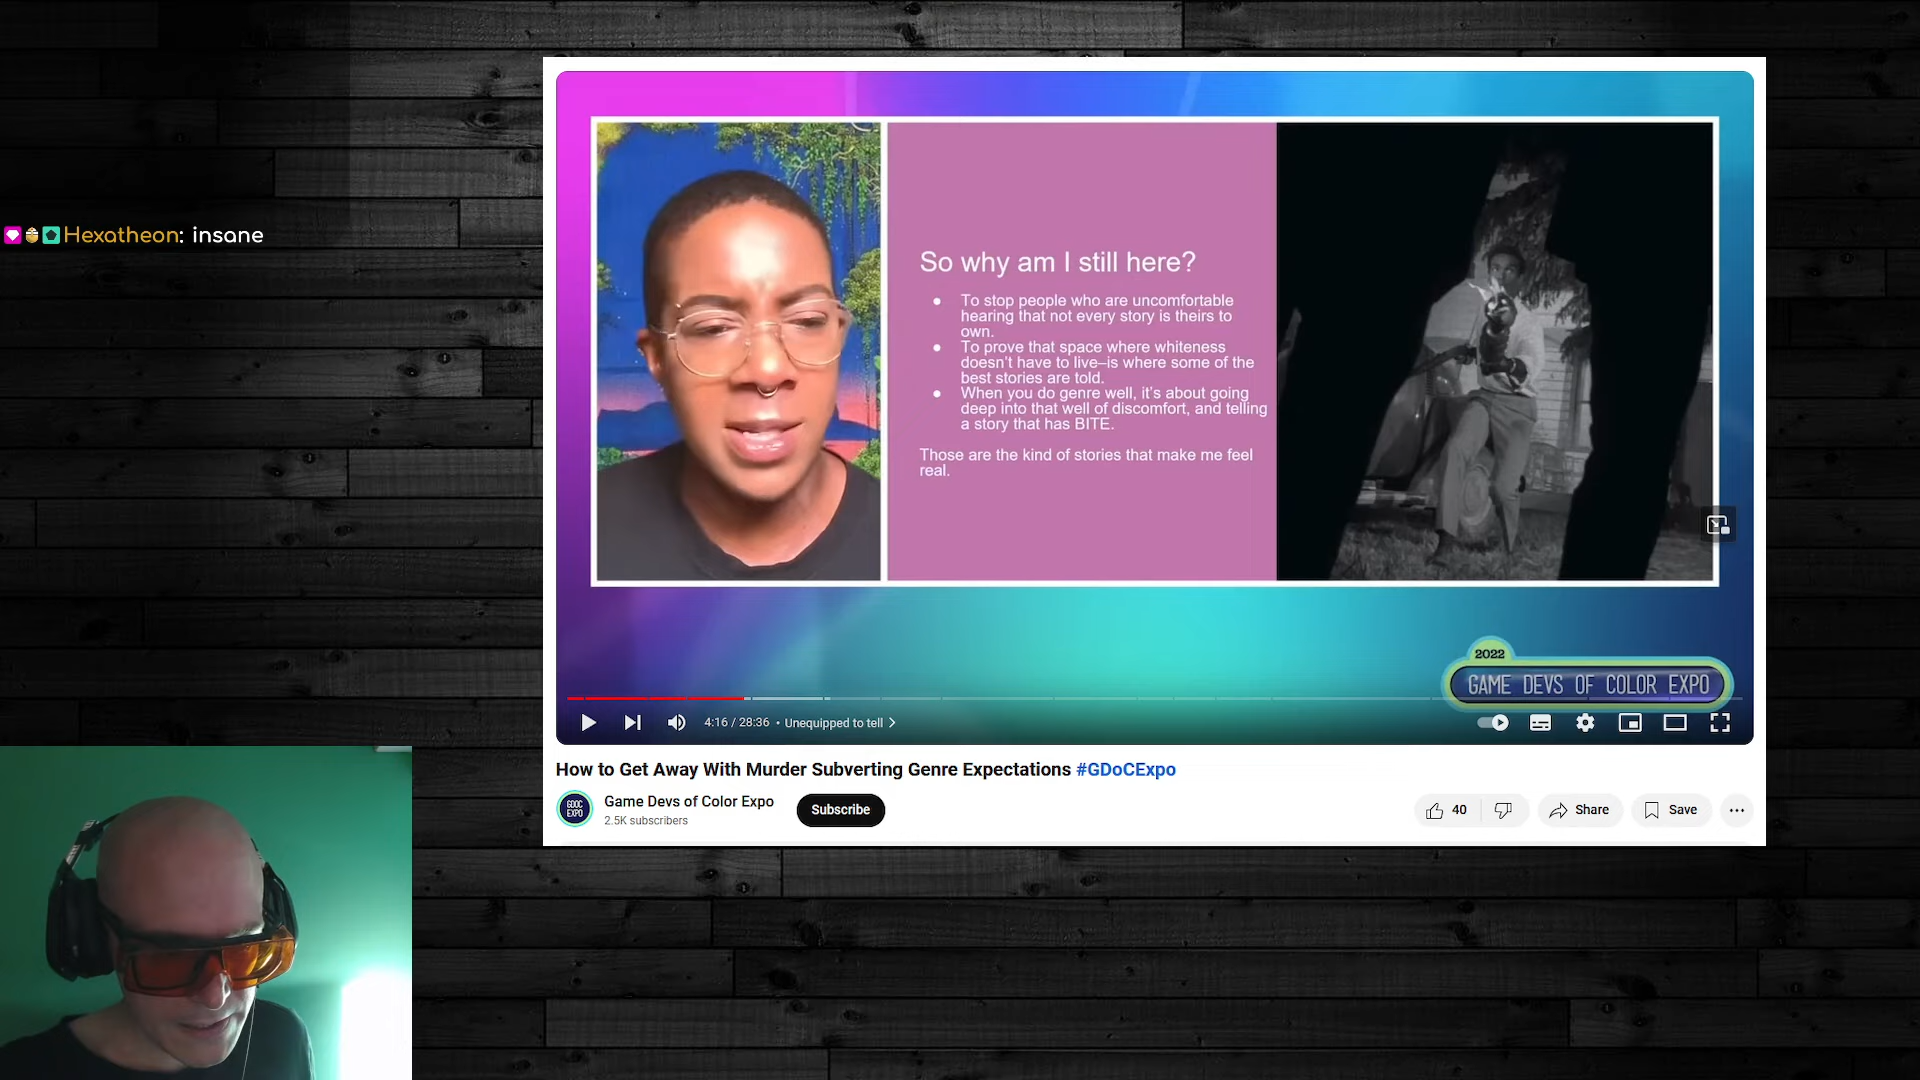 Hexatheon: insane
So why am I still here?
● To stop people who are uncomfortable
hearing that not every story is theirs to
own.
● To prove that space where whiteness
doesn't have to live–is where some of the
best stories are told.
● When you do genre well, it's about going
deep into that well of discomfort, and telling
a story that has BITE.
Those are the kind of stories that make me feel
real.
2022
GAME DEVS OF COLOR EXPO
4:16 / 28:36 • Unequipped to tell
How to Get Away With Murder Subverting Genre Expectations #GDoCExpo
GDOC
EXPO
Game Devs of Color Expo
2.5K subscribers
Subscribe
40
Share
Save